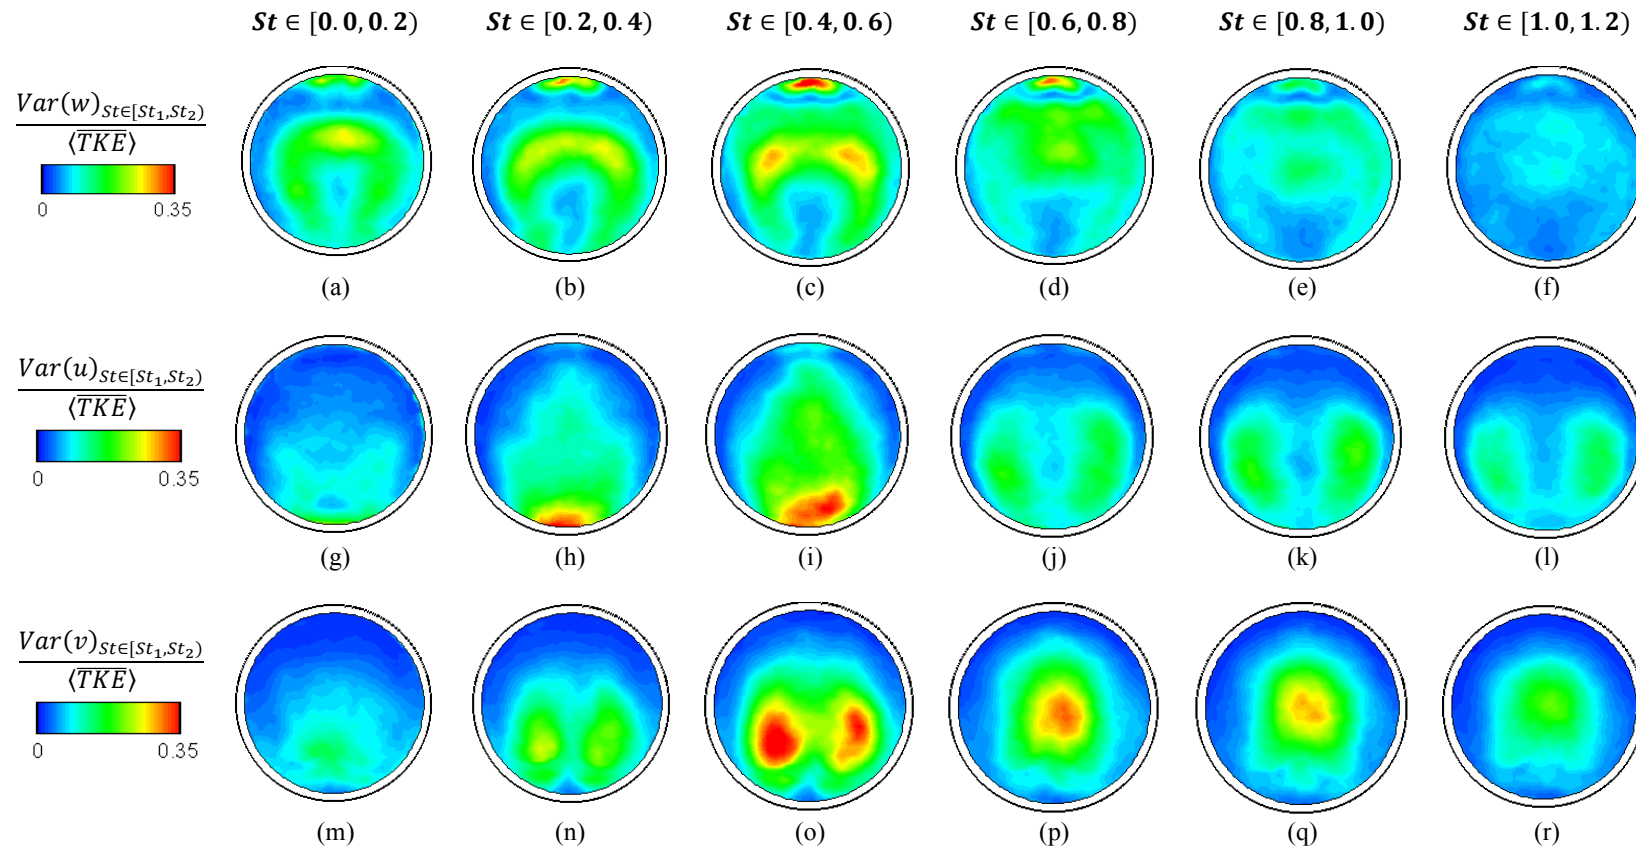 St ∈ [0.0, 0.2) St ∈ [0.2, 0.4) St ∈ [0.4, 0.6) St ∈ [0.6, 0.8) St ∈ [0.8, 1.0) St ∈ [1.0, 1.2)
Var(w)St∈[St1,St2)
⟨TKE⟩
0 0.35
(a) (b) (c) (d) (e) (f)
Var(u)St∈[St1,St2)
⟨TKE⟩
0 0.35
(g) (h) (i) (j) (k) (l)
Var(v)St∈[St1,St2)
⟨TKE⟩
0 0.35
(m) (n) (o) (p) (q) (r)